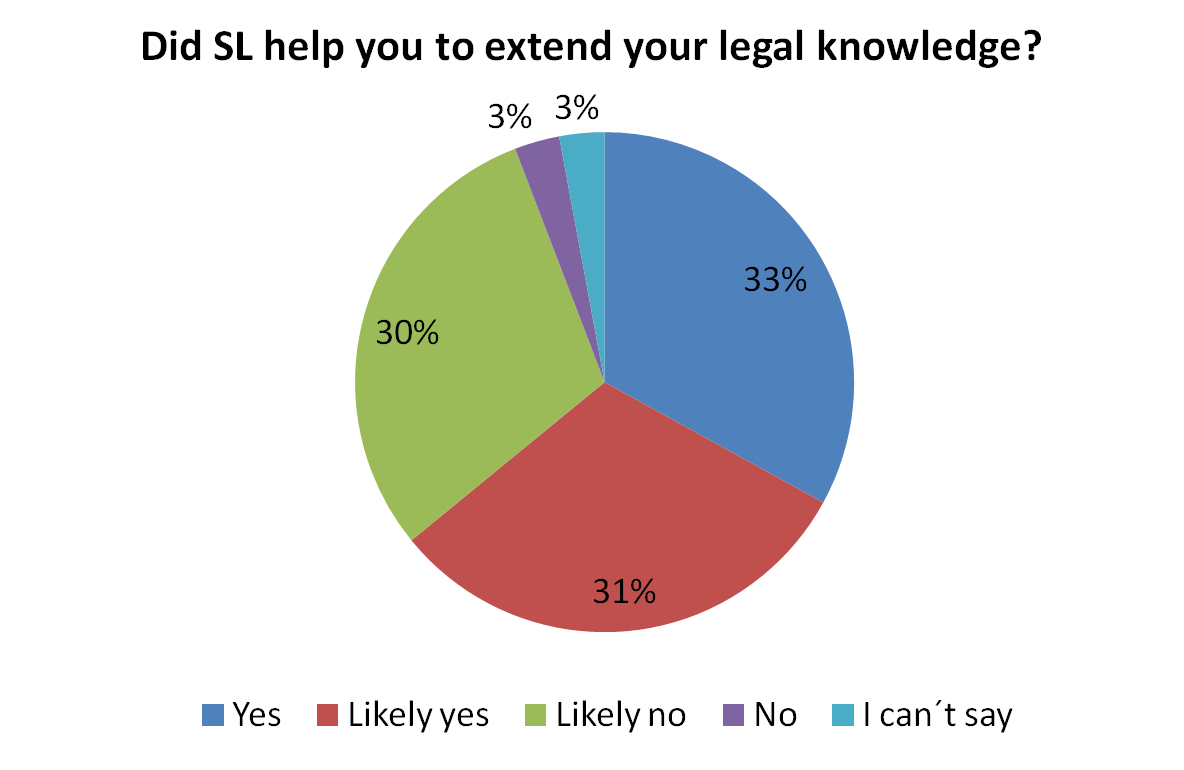 Did SL help you to extend your legal knowledge?
3%
3%
33%
30%
31%
Yes
Likely yes
Likely no
No
I can´t say